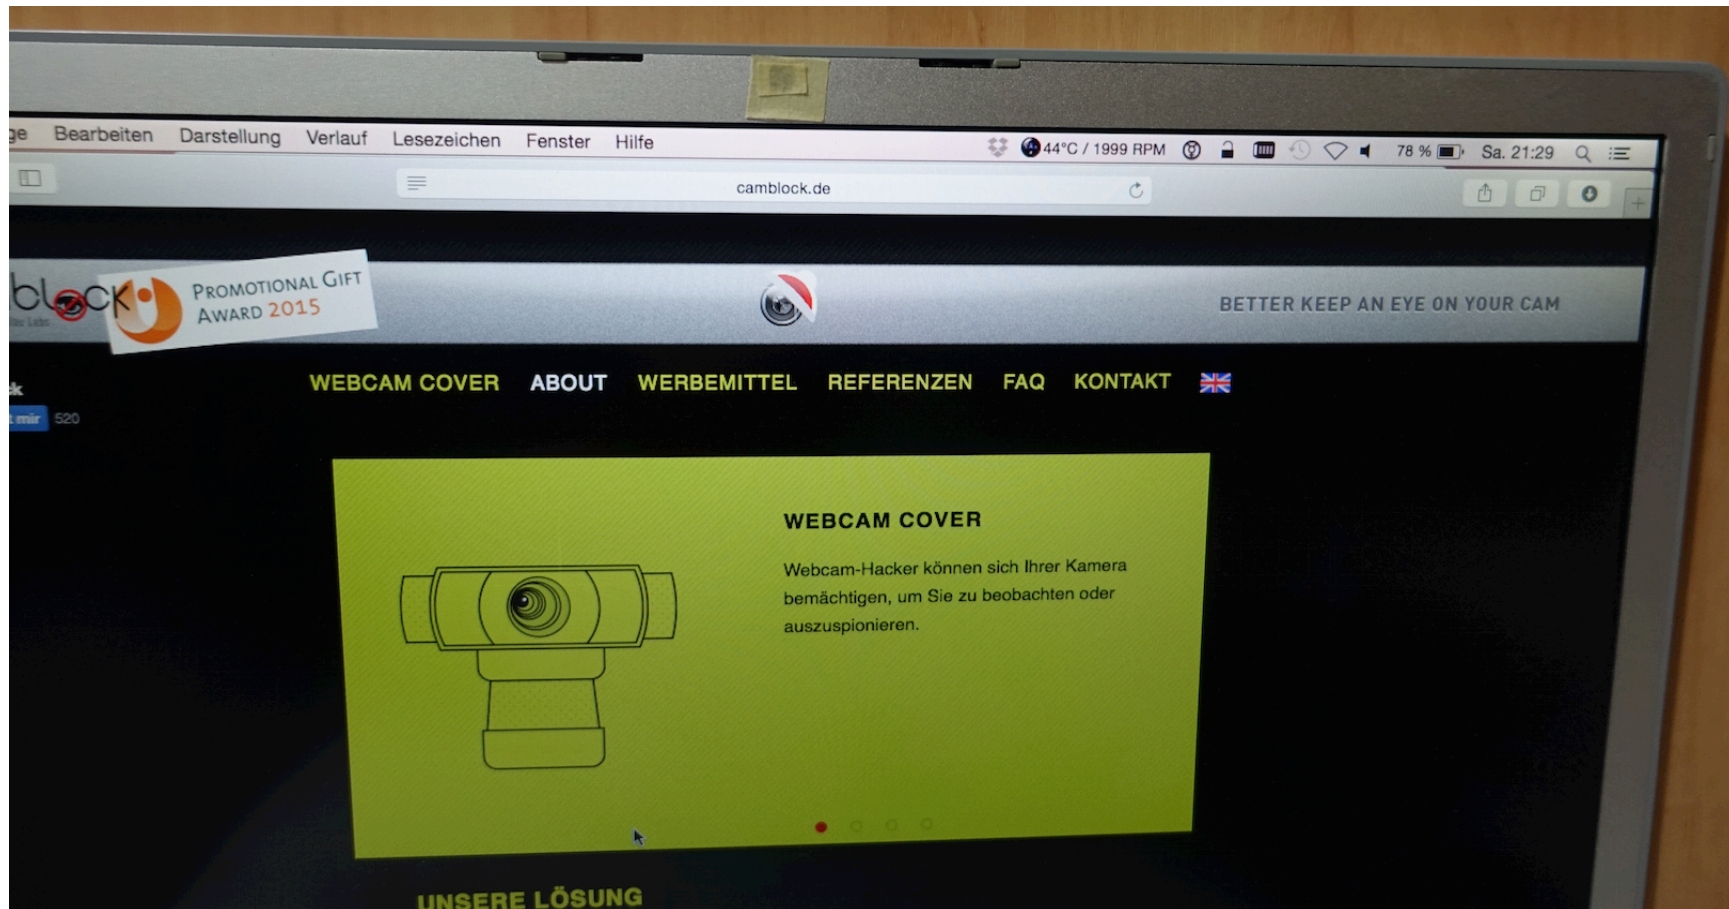 ge Bearbeiten Darstellung Verlauf Lesezeichen Fenster Hilfe 44°C / 1999 RPM 78 % Sa. 21:29
camblock.de
block
PROMOTIONAL GIFT
AWARD 2015
BETTER KEEP AN EYE ON YOUR CAM
WEBCAM COVER ABOUT WERBEMITTEL REFERENZEN FAQ KONTAKT
k
t mir 520
WEBCAM COVER
Webcam-Hacker können sich Ihrer Kamera
bemächtigen, um Sie zu beobachten oder
auszuspionieren.
UNSERE LÖSUNG